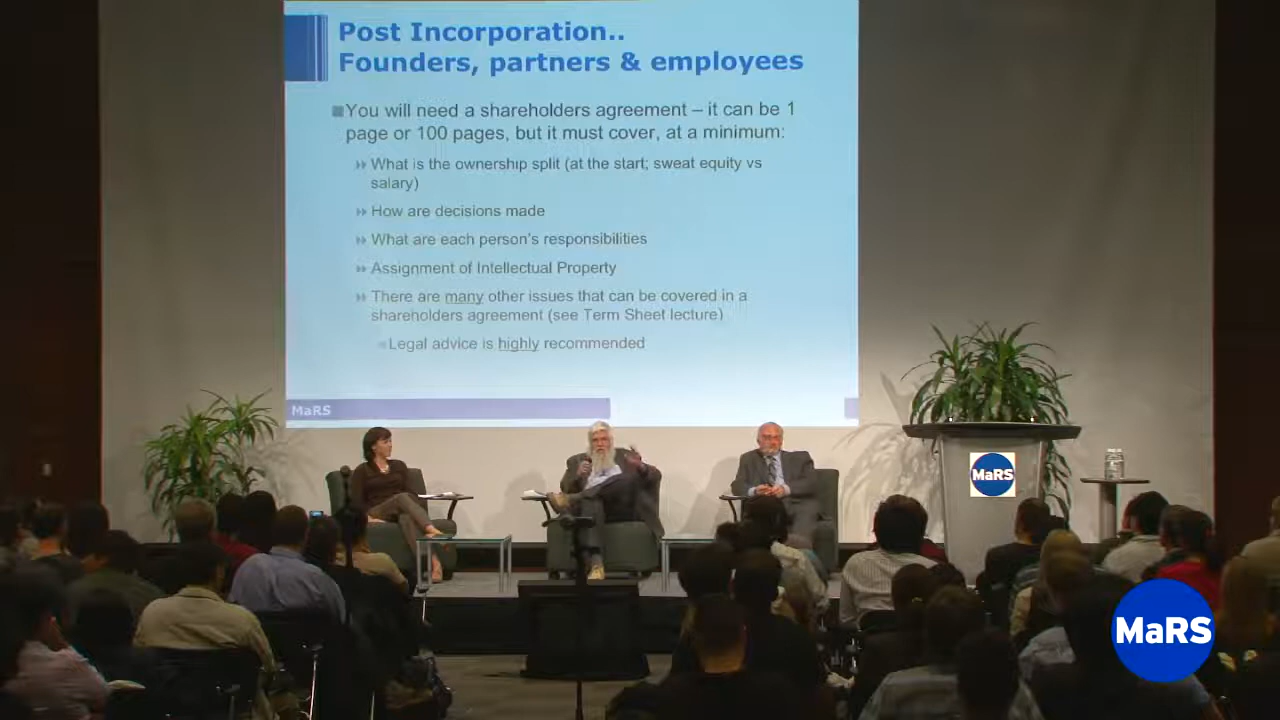 Post Incorporation..
Founders, partners & employees
You will need a shareholders agreement – it can be 1
page or 100 pages, but it must cover, at a minimum:
What is the ownership split (at the start; sweat equity vs
salary)
How are decisions made
What are each person's responsibilities
Assignment of Intellectual Property
There are many other issues that can be covered in a
shareholders agreement (see Term Sheet lecture)
Legal advice is highly recommended
MaRS
MaRS
MaRS